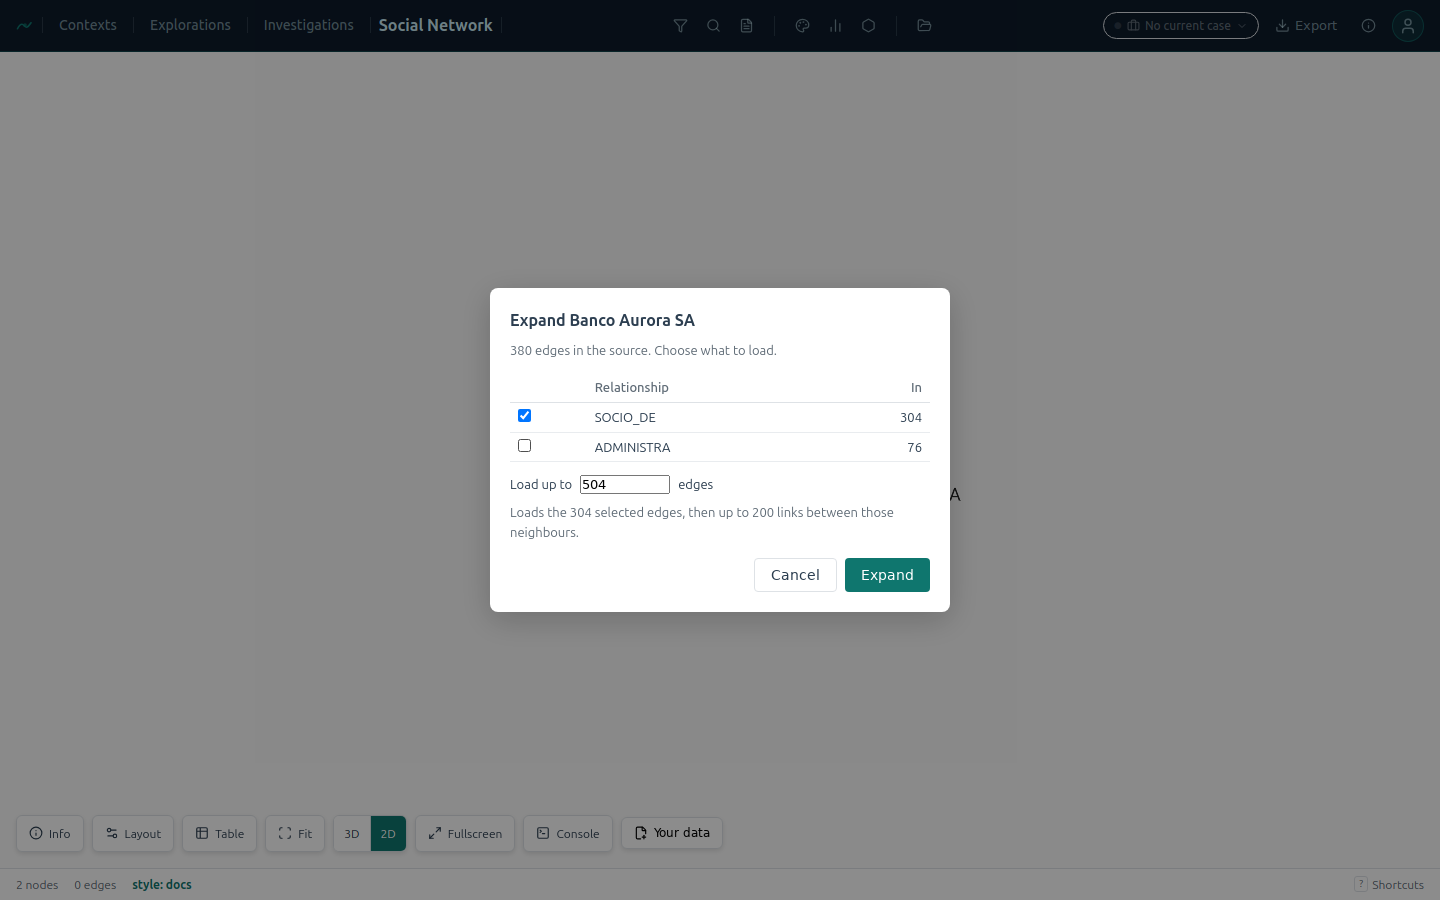 Contexts
Explorations
Investigations
Social Network
No current case
Export
Expand Banco Aurora SA
380 edges in the source. Choose what to load.
Relationship In
SOCIO_DE 304
ADMINISTRA 76
Load up to 504 edges
Loads the 304 selected edges, then up to 200 links between those
neighbours.
Cancel
Expand
A
Info
Layout
Table
Fit
3D
2D
Fullscreen
Console
Your data
2 nodes
0 edges
style: docs
? Shortcuts